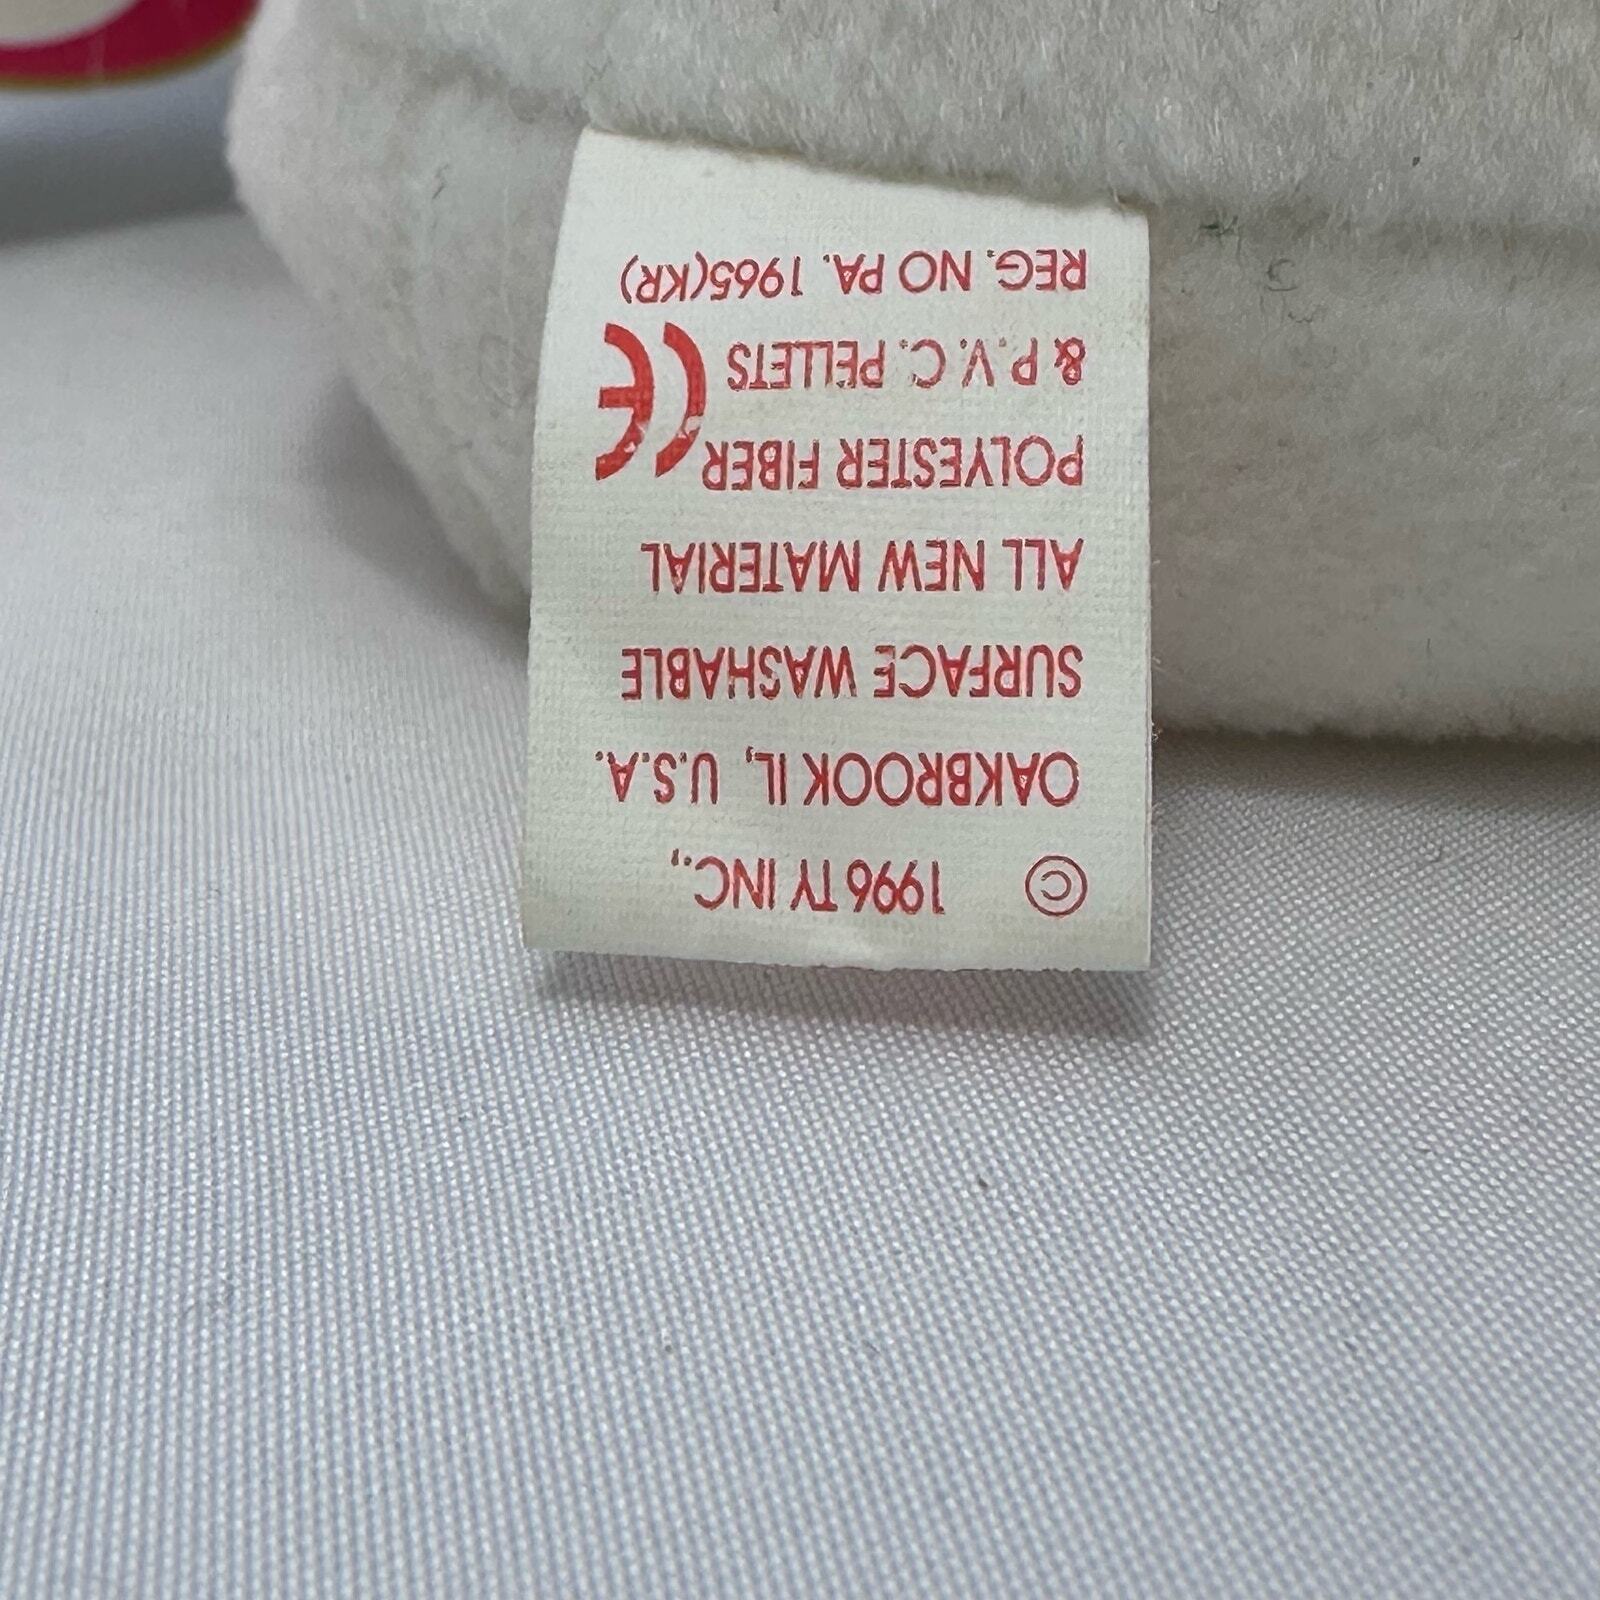 © 1996 TY INC.,
OAKBROOK IL, U.S.A.
SURFACE WASHABLE
ALL NEW MATERIAL
POLYESTER FIBER
& P.V.C. PELLETS CE
REG. NO PA. 1965(KR)